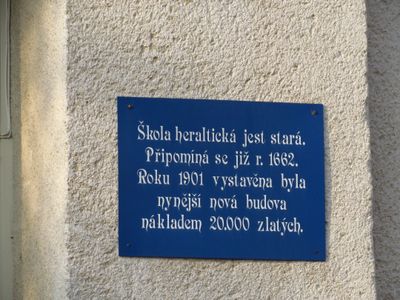 Škola heraltická jest stará.
Připomíná se již r. 1662.
Roku 1901 vystavěna byla
nynější nová budova
nákladem 20.000 zlatých.